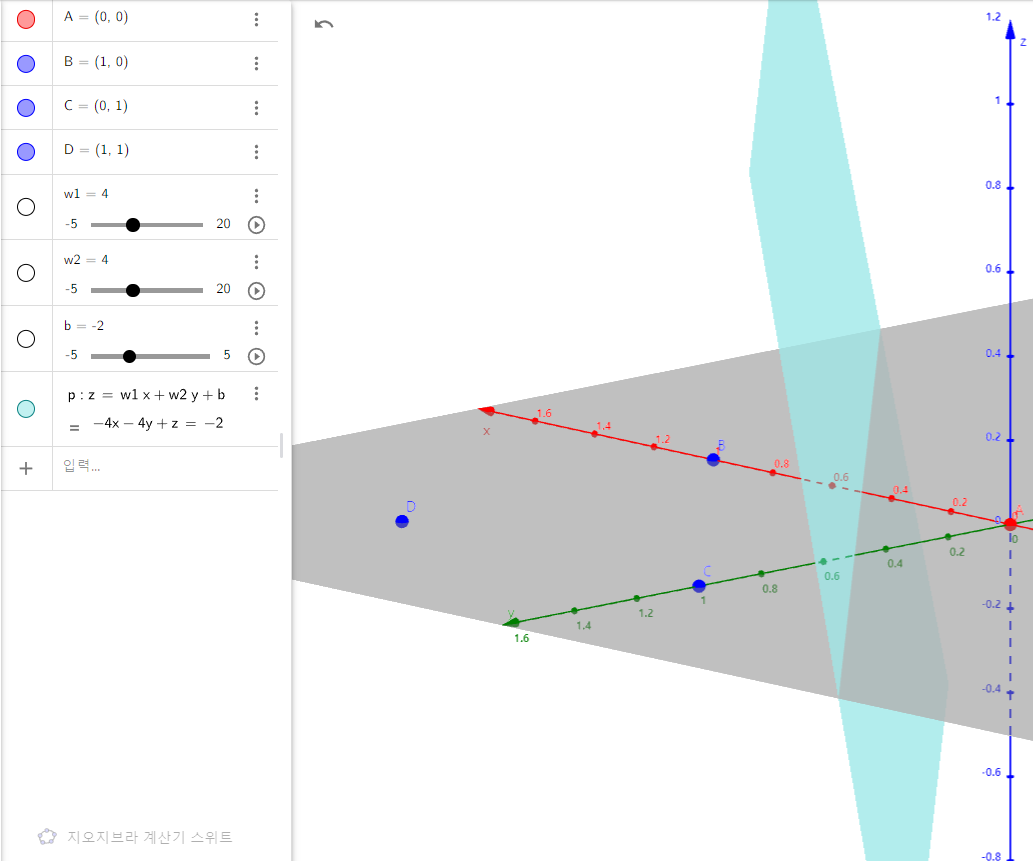 A = (0, 0)
B = (1, 0)
C = (0, 1)
D = (1, 1)
w1 = 4
-5 20
w2 = 4
-5 20
b = -2
-5 5
p : z = w1 x + w2 y + b
= −4x − 4y + z = −2
+ 입력...
지오지브라 계산기 스위트
1.2
z
1
0.8
0.6
0.4
0.2
0
-0.2
-0.4
-0.6
-0.8
x
1.6
1.4
1.2
B
1
0.8
0.6
0.4
0.2
A
0
D
C
y
1.6
1.4
1.2
1
0.8
0.6
0.4
0.2
0